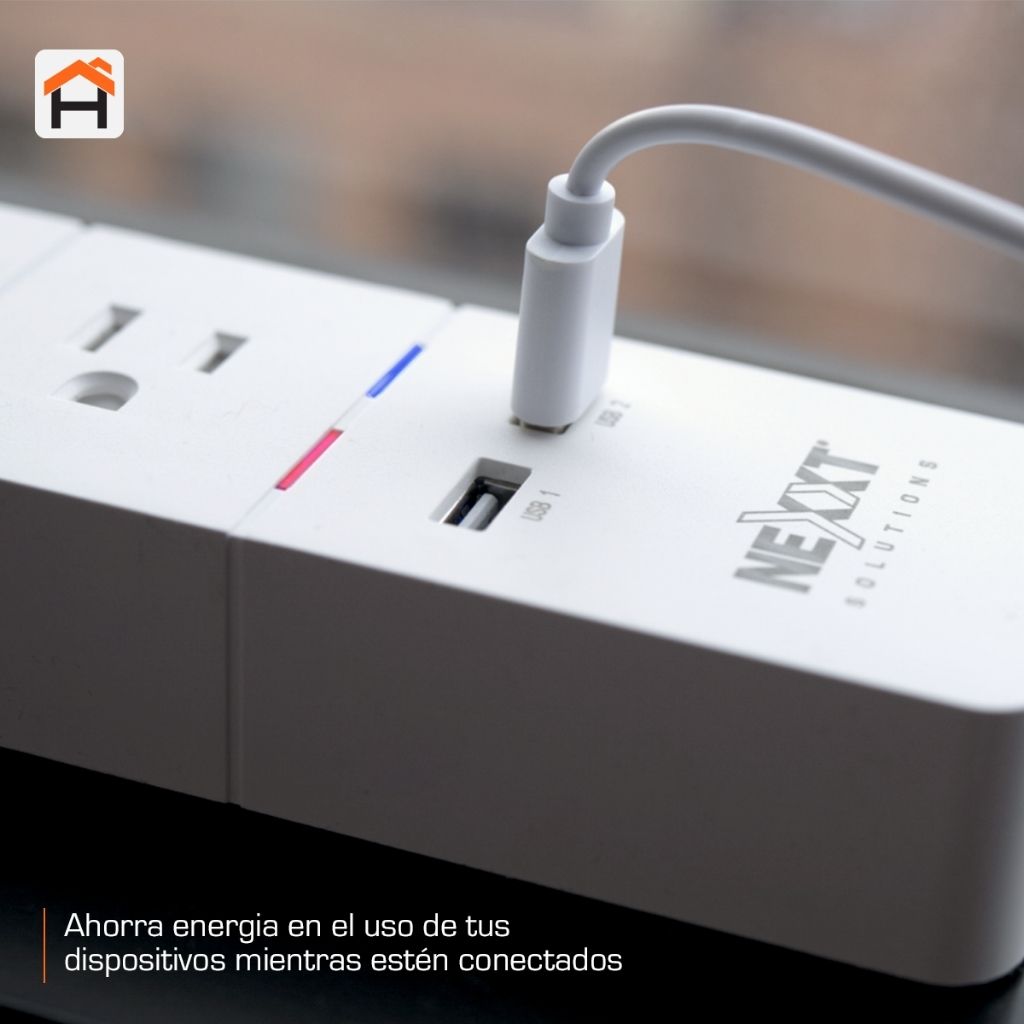 H
USB 2
USB 1
NEXXT®
SOLUTIONS
Ahorra energia en el uso de tus
dispositivos mientras estén conectados